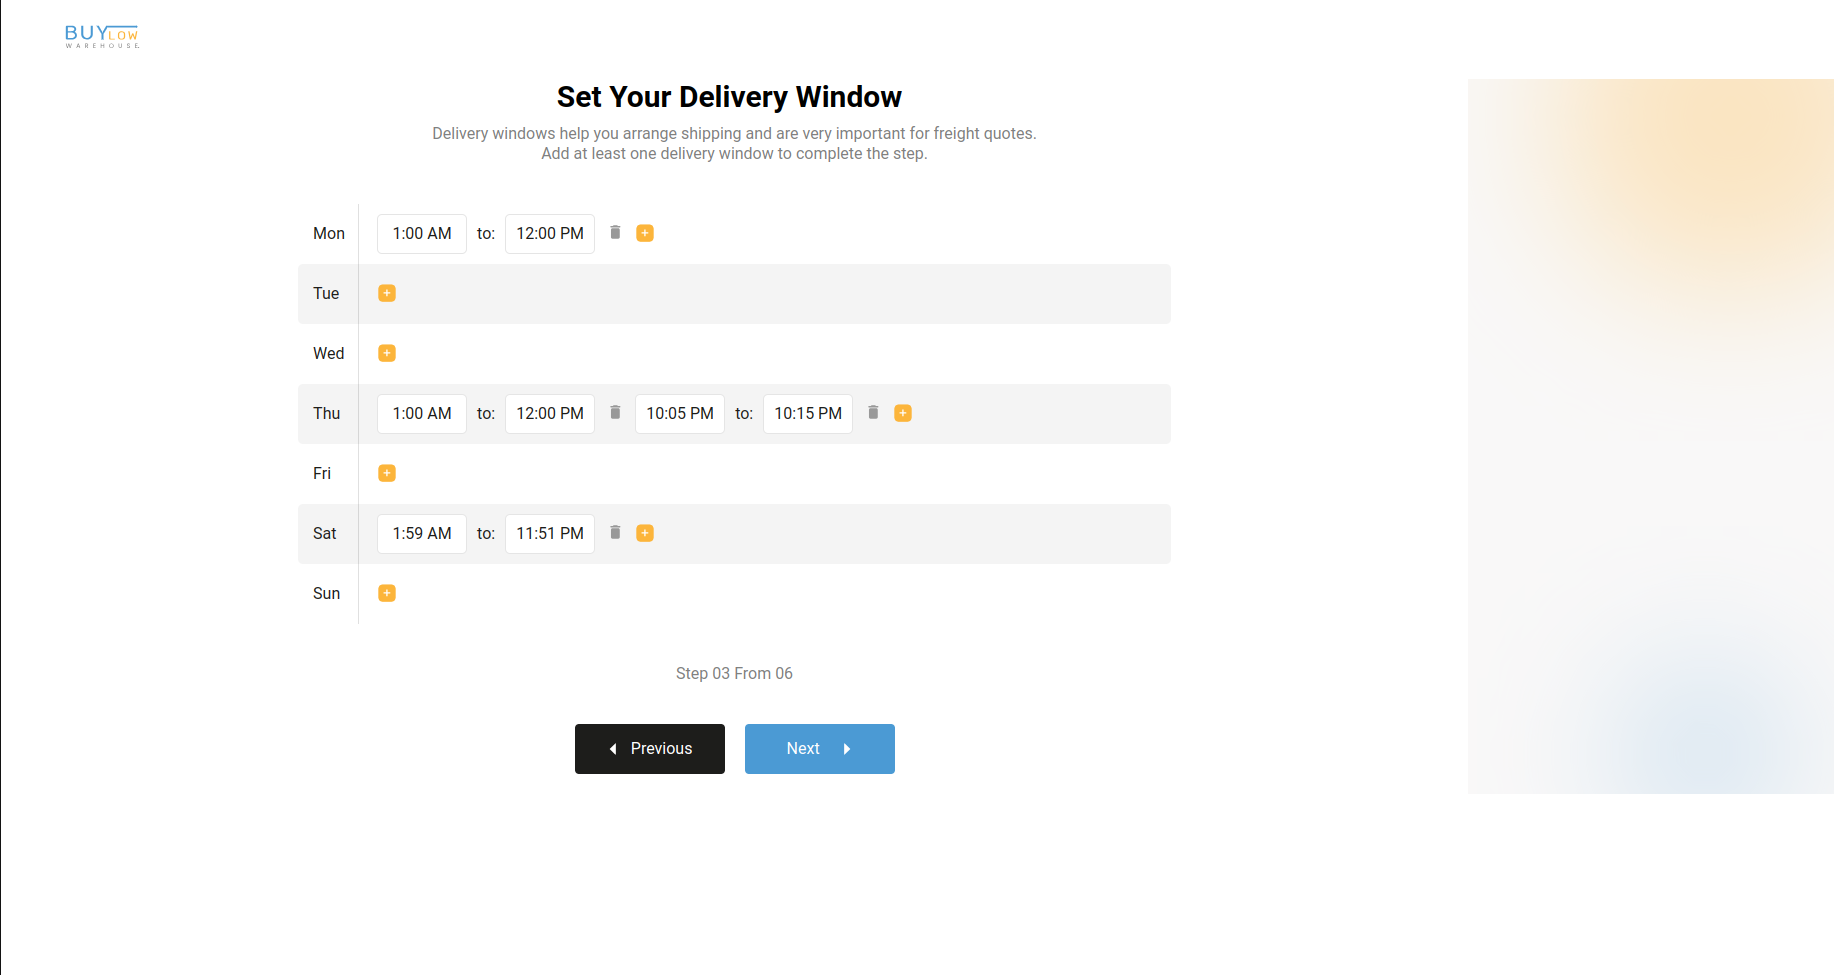 BUYLOW
WAREHOUSE
Set Your Delivery Window
Delivery windows help you arrange shipping and are very important for freight quotes.
Add at least one delivery window to complete the step.
Mon 1:00 AM to: 12:00 PM
Tue
Wed
Thu 1:00 AM to: 12:00 PM 10:05 PM to: 10:15 PM
Fri
Sat 1:59 AM to: 11:51 PM
Sun
Step 03 From 06
Previous Next